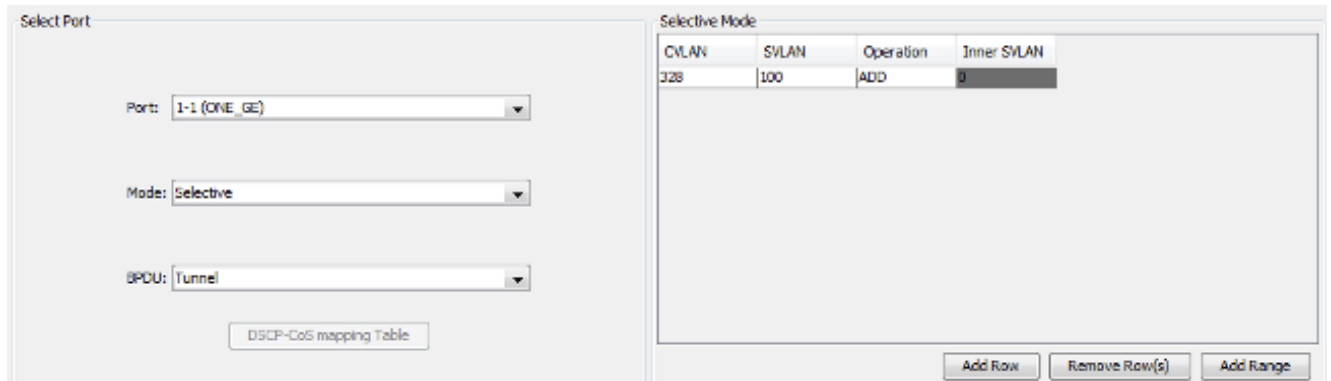 Select Port
Port: 1-1 (ONE_GE)
Mode: Selective
BPDU: Tunnel
DSCP-CoS mapping Table
Selective Mode
CVLAN SVLAN Operation Inner SVLAN
328 100 ADD 0
Add Row Remove Row(s) Add Range